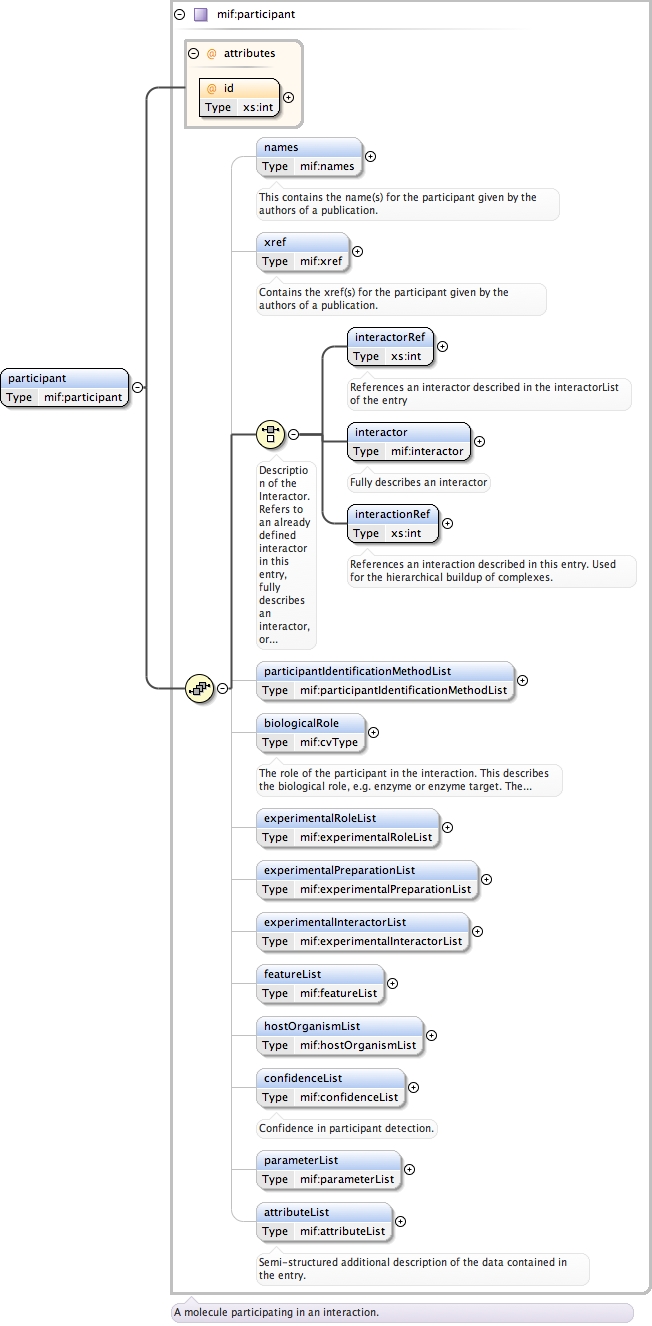 mif:participant
@ attributes
@ id
Type xs:int
names
Type mif:names
This contains the name(s) for the participant given by the
authors of a publication.
xref
Type mif:xref
Contains the xref(s) for the participant given by the
authors of a publication.
interactorRef
Type xs:int
References an interactor described in the interactorList
of the entry
participant
Type mif:participant
interactor
Type mif:interactor
Fully describes an interactor
interactionRef
Type xs:int
References an interaction described in this entry. Used
for the hierarchical buildup of complexes.
Descriptio
n of the
Interactor.
Refers to
an already
defined
interactor
in this
entry,
fully
describes
an
interactor,
or...
participantIdentificationMethodList
Type mif:participantIdentificationMethodList
biologicalRole
Type mif:cvType
The role of the participant in the interaction. This describes
the biological role, e.g. enzyme or enzyme target. The...
experimentalRoleList
Type mif:experimentalRoleList
experimentalPreparationList
Type mif:experimentalPreparationList
experimentalInteractorList
Type mif:experimentalInteractorList
featureList
Type mif:featureList
hostOrganismList
Type mif:hostOrganismList
confidenceList
Type mif:confidenceList
Confidence in participant detection.
parameterList
Type mif:parameterList
attributeList
Type mif:attributeList
Semi-structured additional description of the data contained in
the entry.
A molecule participating in an interaction.